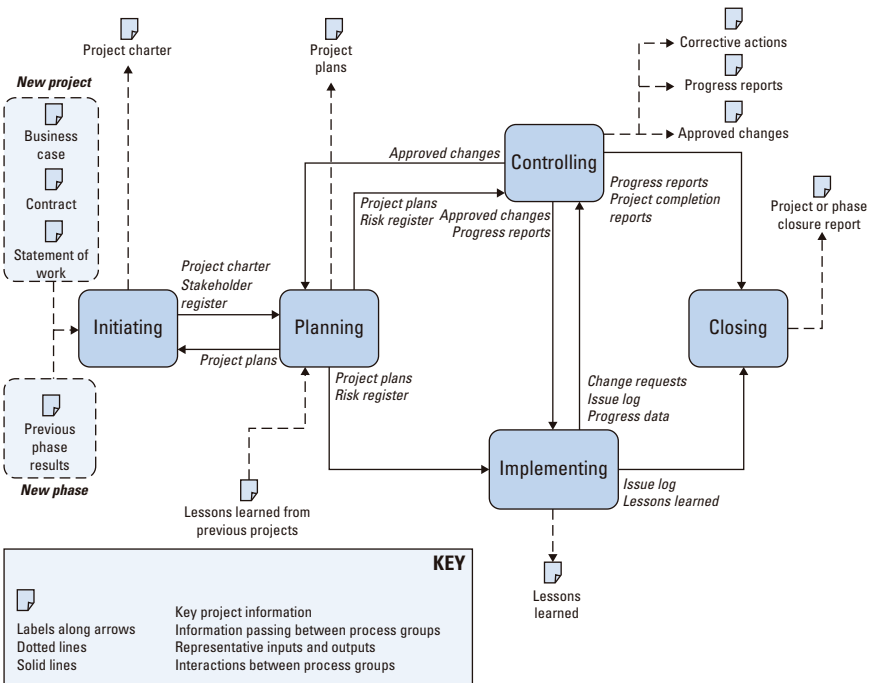 Project charter
Project
plans
Corrective actions
Progress reports
Approved changes
New project
Business
case
Contract
Statement of
work
Approved changes
Controlling
Project plans
Risk register
Approved changes
Progress reports
Progress reports
Project completion
reports
Project or phase
closure report
Project charter
Stakeholder
register
Initiating
Planning
Closing
Project plans
Project plans
Risk register
Change requests
Issue log
Progress data
Previous
phase
results
New phase
Implementing
Issue log
Lessons learned
Lessons learned from
previous projects
Lessons
learned
KEY
Key project information
Labels along arrows Information passing between process groups
Dotted lines Representative inputs and outputs
Solid lines Interactions between process groups